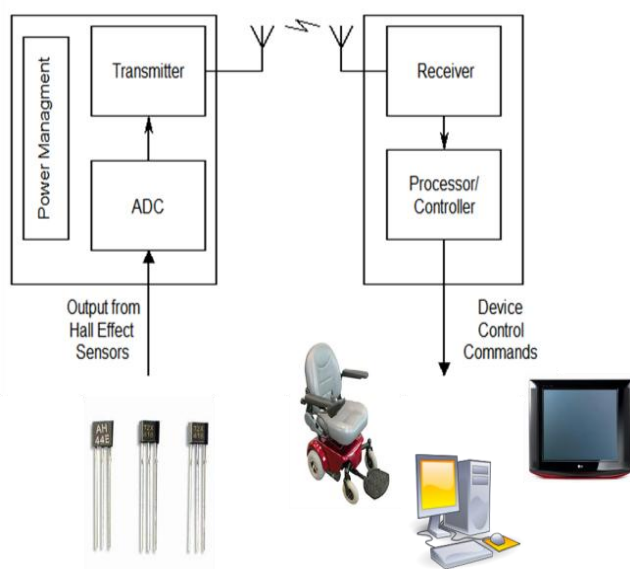 Power Managment
Transmitter
ADC
Output from
Hall Effect
Sensors
Receiver
Processor/
Controller
Device
Control
Commands
AH
44E